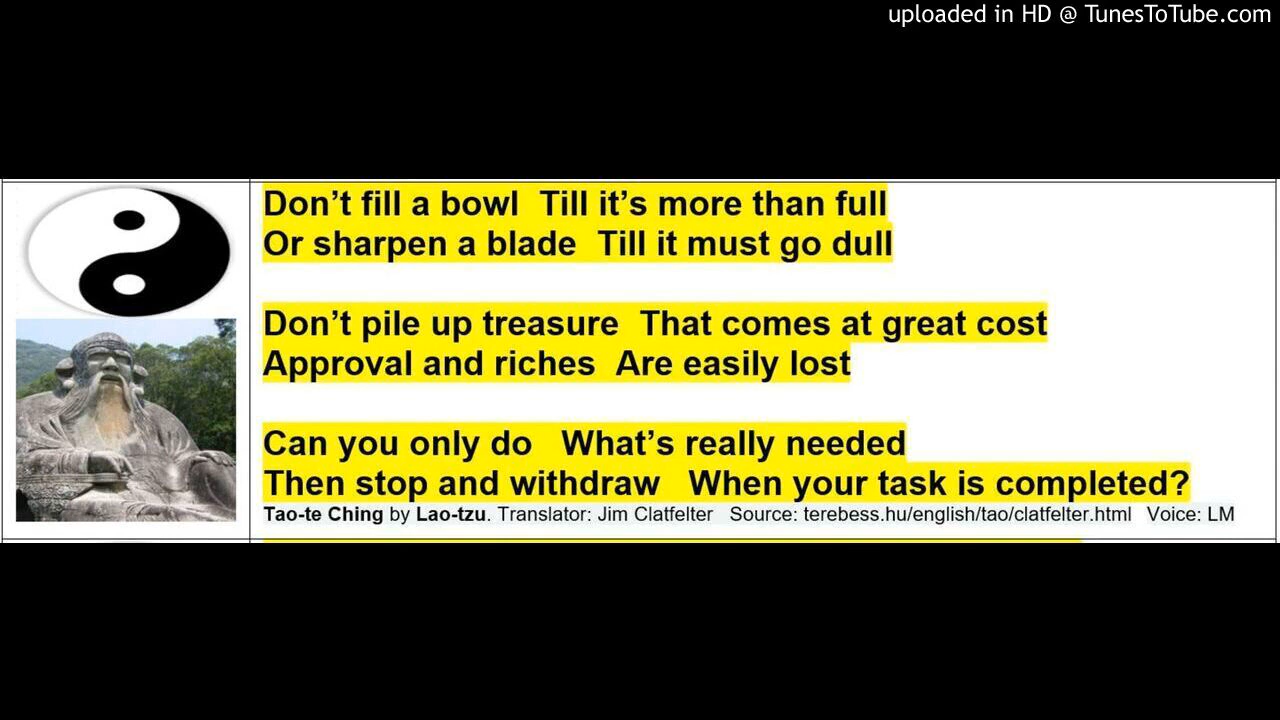 uploaded in HD @ TunesToTube.com
Don’t fill a bowl  Till it’s more than full
Or sharpen a blade  Till it must go dull
Don’t pile up treasure  That comes at great cost
Approval and riches  Are easily lost
Can you only do   What’s really needed
Then stop and withdraw   When your task is completed?
Tao-te Ching by Lao-tzu. Translator: Jim Clatfelter   Source: terebess.hu/english/tao/clatfelter.html   Voice: LM